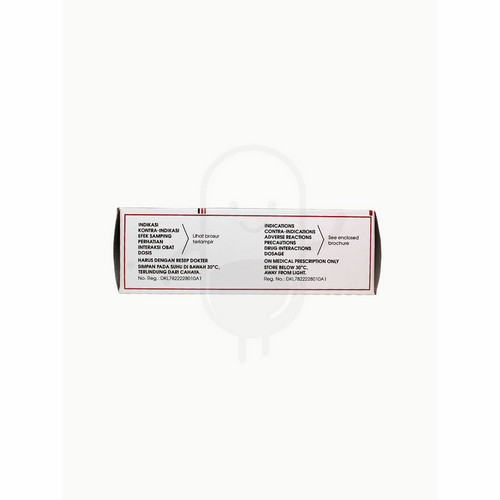 INDIKASI
KONTRA-INDIKASI
EFEK SAMPING
PERHATIAN
INTERAKSI OBAT
DOSIS
Lihat brosur
terlampir
HARUS DENGAN RESEP DOKTER
SIMPAN PADA SUHU DI BAWAH 30°C,
TERLINDUNG DARI CAHAYA.
No. Reg.: DKL7822228010A1
INDICATIONS
CONTRA-INDICATIONS
ADVERSE REACTIONS
PRECAUTIONS
DRUG INTERACTIONS
DOSAGE
See enclosed
brochure
ON MEDICAL PRESCRIPTION ONLY
STORE BELOW 30°C,
AWAY FROM LIGHT.
Reg. No.: DKL7822228010A1